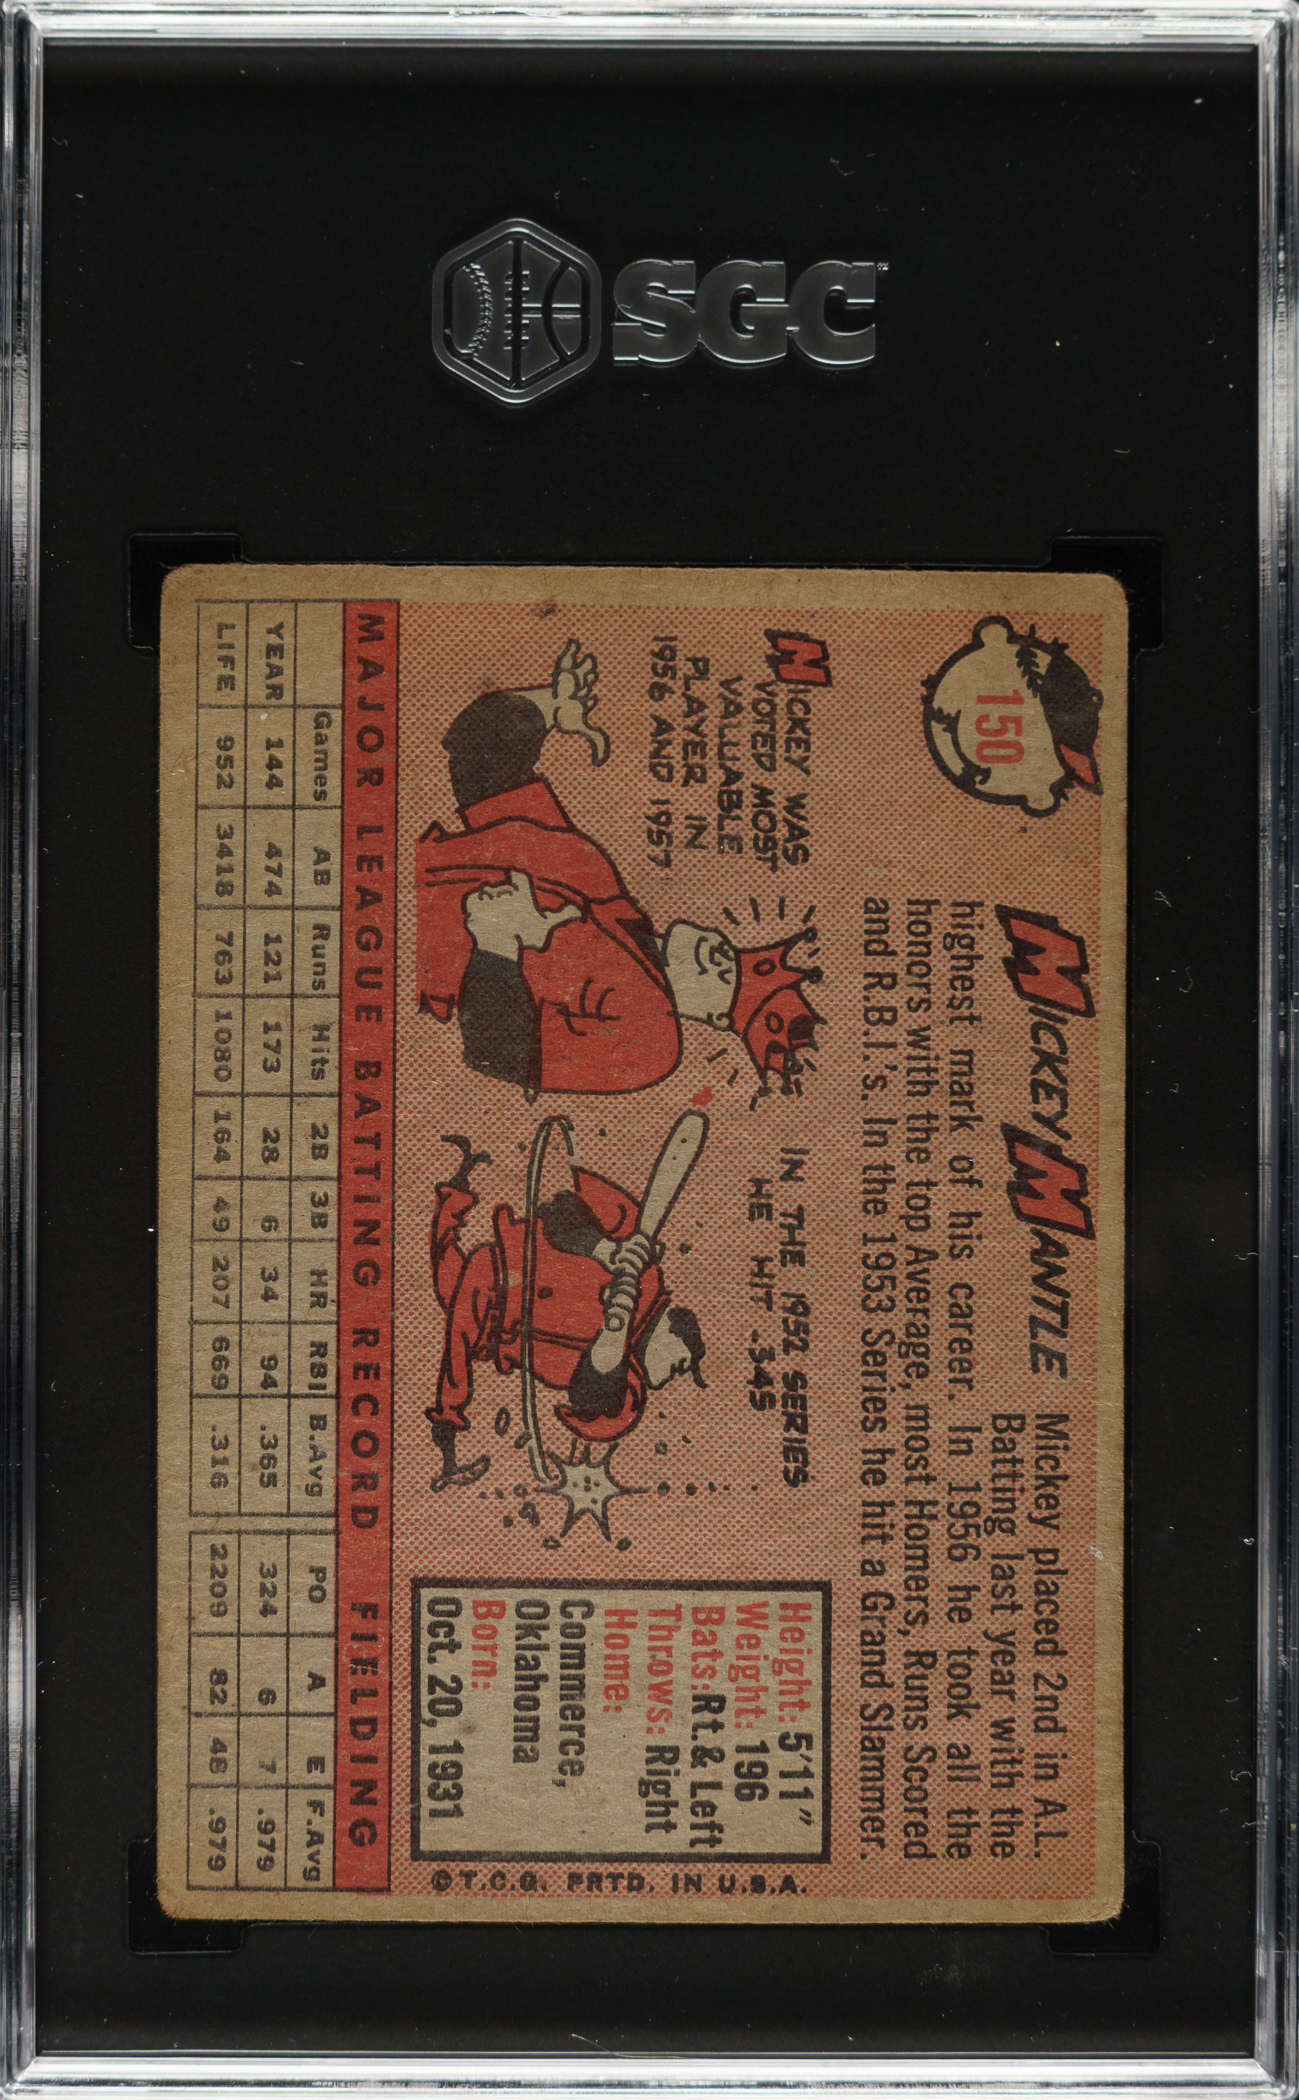 SGC
150
MICKEY MANTLE
Mickey placed 2nd in A.L.
Batting last year with the
highest mark of his career. In 1956 he took all the
honors with the top Average, most Homers, Runs Scored
and R.B.I.'s. In the 1953 Series he hit a Grand Slammer.
MICKEY WAS
VOTED MOST
VALUABLE
PLAYER IN
1956 AND 1957
IN THE 1952 SERIES
HE HIT .345
Height: 5'11"
Weight: 196
Bats: Rt. & Left
Throws: Right
Home:
Commerce,
Oklahoma
Born:
Oct. 20, 1931
©T.C.G. PRTD. IN U.S.A.
MAJOR LEAGUE BATTING RECORD FIELDING
Games AB Runs Hits 2B 3B HR RBI B.Avg PO A E F.Avg
YEAR 144 474 121 173 28 6 34 94 .365 324 6 7 .979
LIFE 952 3418 763 1080 164 49 207 669 .316 2209 82 48 .979